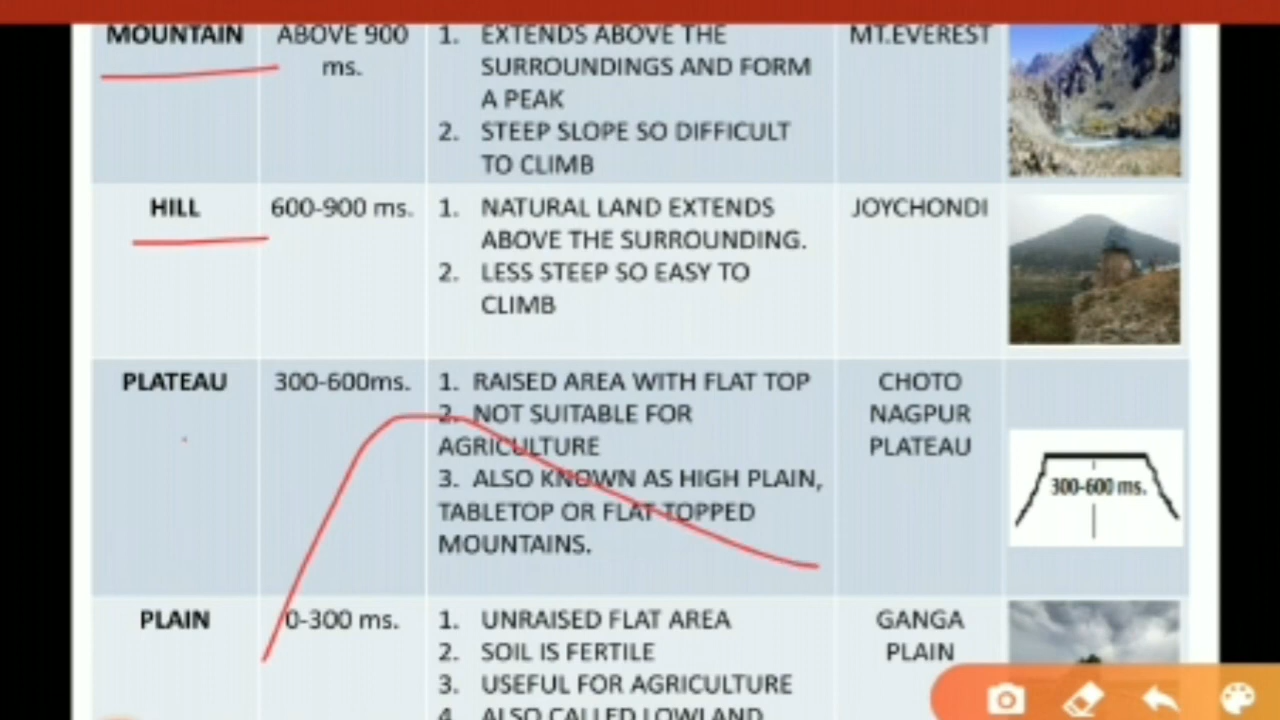 MOUNTAIN
ABOVE 900
ms.
1. EXTENDS ABOVE THE
SURROUNDINGS AND FORM
A PEAK
2. STEEP SLOPE SO DIFFICULT
TO CLIMB
MT.EVEREST
HILL
600-900 ms.
1. NATURAL LAND EXTENDS
ABOVE THE SURROUNDING.
2. LESS STEEP SO EASY TO
CLIMB
JOYCHONDI
PLATEAU
300-600ms.
1. RAISED AREA WITH FLAT TOP
2. NOT SUITABLE FOR
AGRICULTURE
3. ALSO KNOWN AS HIGH PLAIN,
TABLETOP OR FLAT TOPPED
MOUNTAINS.
CHOTO
NAGPUR
PLATEAU
300-600 ms.
PLAIN
0-300 ms.
1. UNRAISED FLAT AREA
2. SOIL IS FERTILE
3. USEFUL FOR AGRICULTURE
4. ALSO CALLED LOWLAND
GANGA
PLAIN